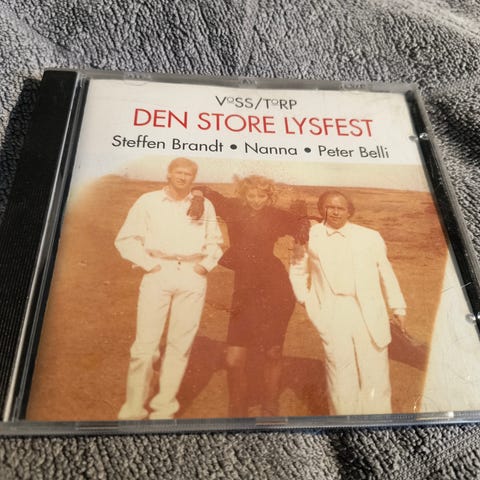 VOSS/TORP
DEN STORE LYSFEST
Steffen Brandt • Nanna • Peter Belli